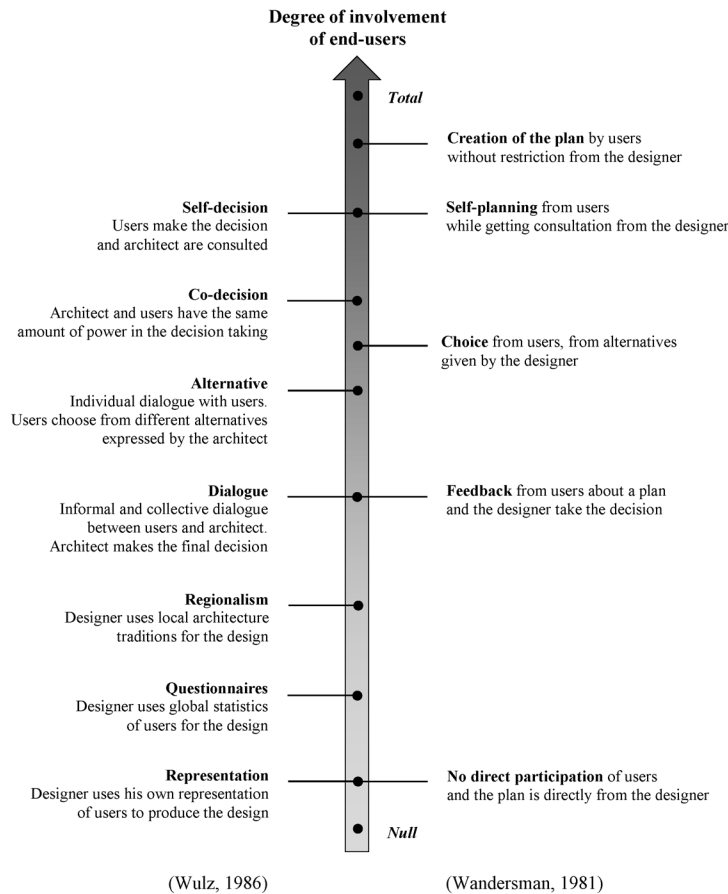 Degree of involvement
of end-users
Total
Creation of the plan by users
without restriction from the designer
Self-decision
Users make the decision
and architect are consulted
Self-planning from users
while getting consultation from the designer
Co-decision
Architect and users have the same
amount of power in the decision taking
Choice from users, from alternatives
given by the designer
Alternative
Individual dialogue with users.
Users choose from different alternatives
expressed by the architect
Dialogue
Informal and collective dialogue
between users and architect.
Architect makes the final decision
Feedback from users about a plan
and the designer take the decision
Regionalism
Designer uses local architecture
traditions for the design
Questionnaires
Designer uses global statistics
of users for the design
Representation
Designer uses his own representation
of users to produce the design
No direct participation of users
and the plan is directly from the designer
Null
(Wulz, 1986)
(Wandersman, 1981)